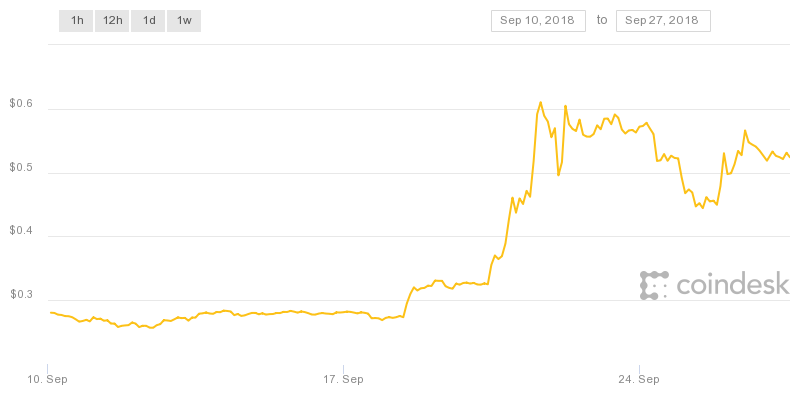 1h 12h 1d 1w Sep 10, 2018 to Sep 27, 2018
$0.6
$0.5
$0.4
coindesk
$0.3
10. Sep 17. Sep 24. Sep